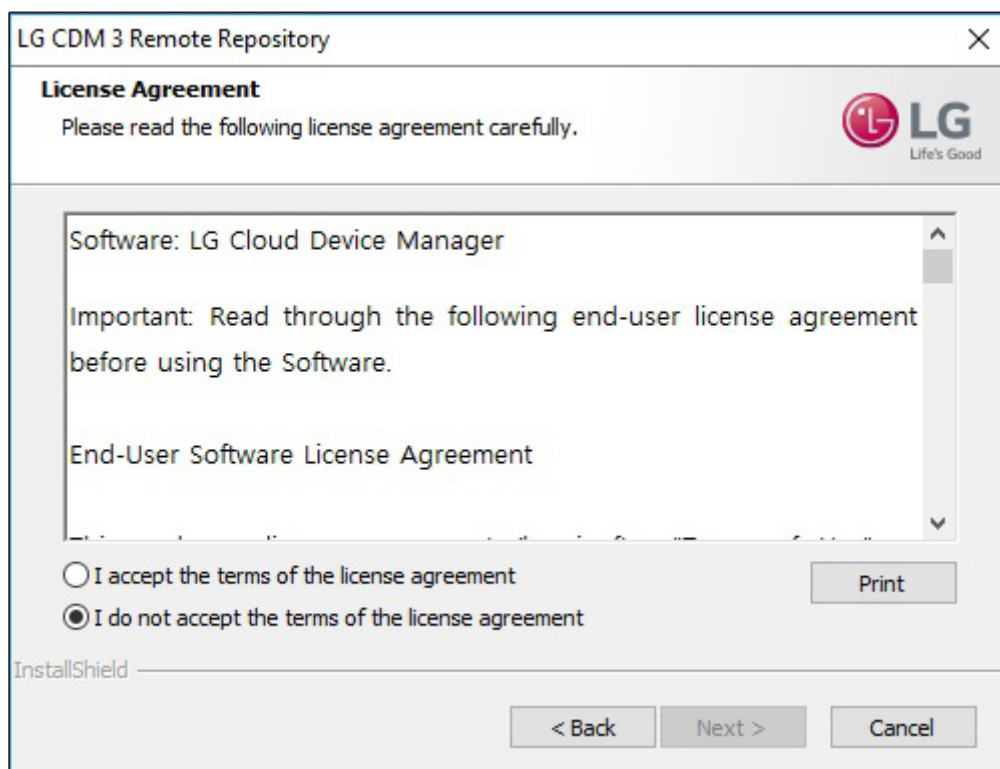 LG CDM 3 Remote Repository
License Agreement
Please read the following license agreement carefully.
LG
Life's Good
Software: LG Cloud Device Manager
Important: Read through the following end-user license agreement
before using the Software.
End-User Software License Agreement
I accept the terms of the license agreement
Print
I do not accept the terms of the license agreement
InstallShield
< Back
Next >
Cancel